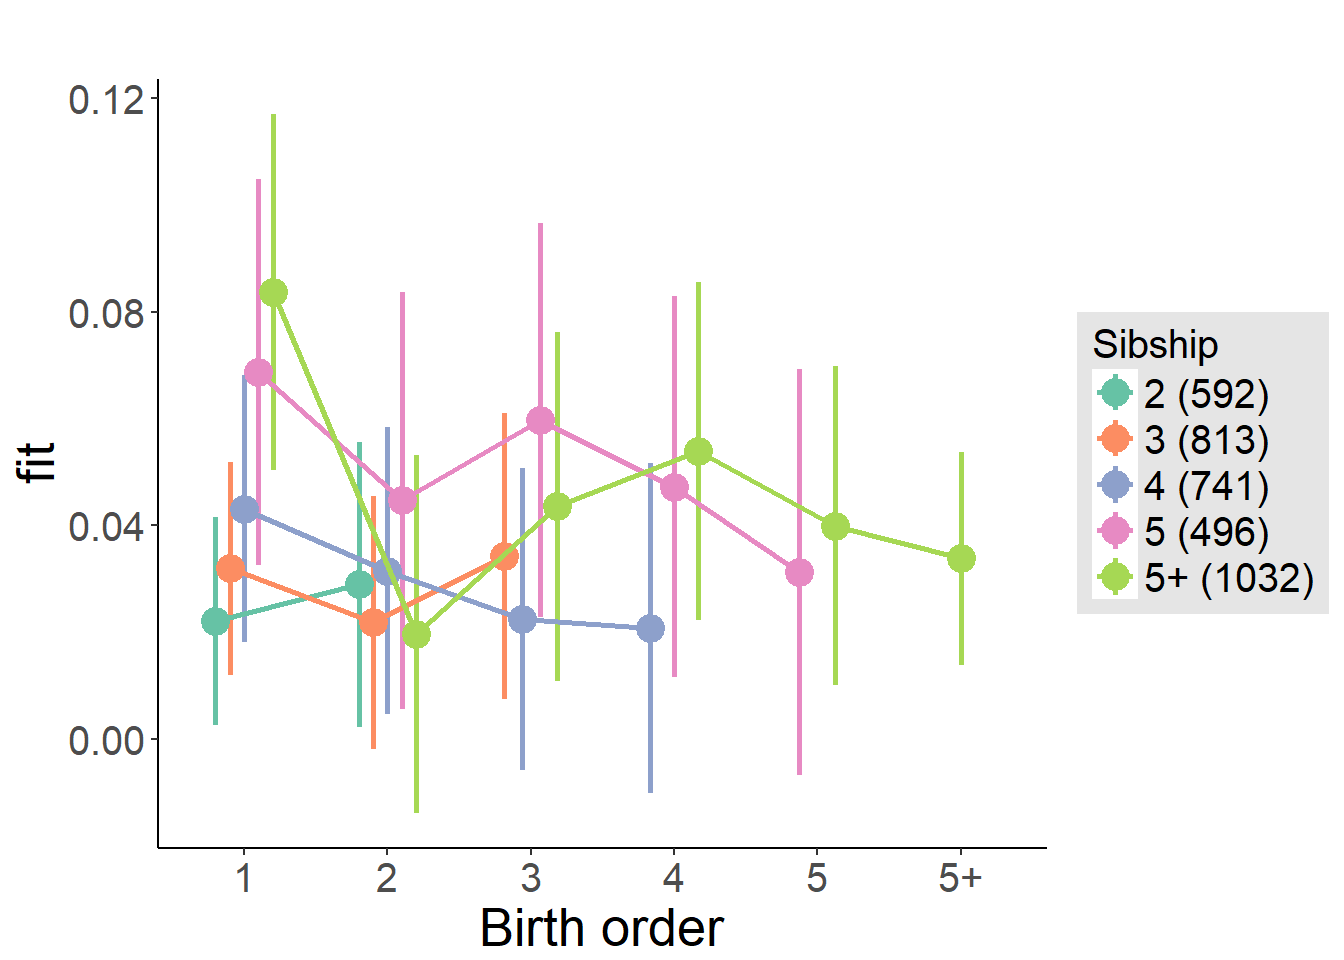 0.12
0.08
0.04
0.00
fit
1 2 3 4 5 5+
Birth order
Sibship
2 (592)
3 (813)
4 (741)
5 (496)
5+ (1032)